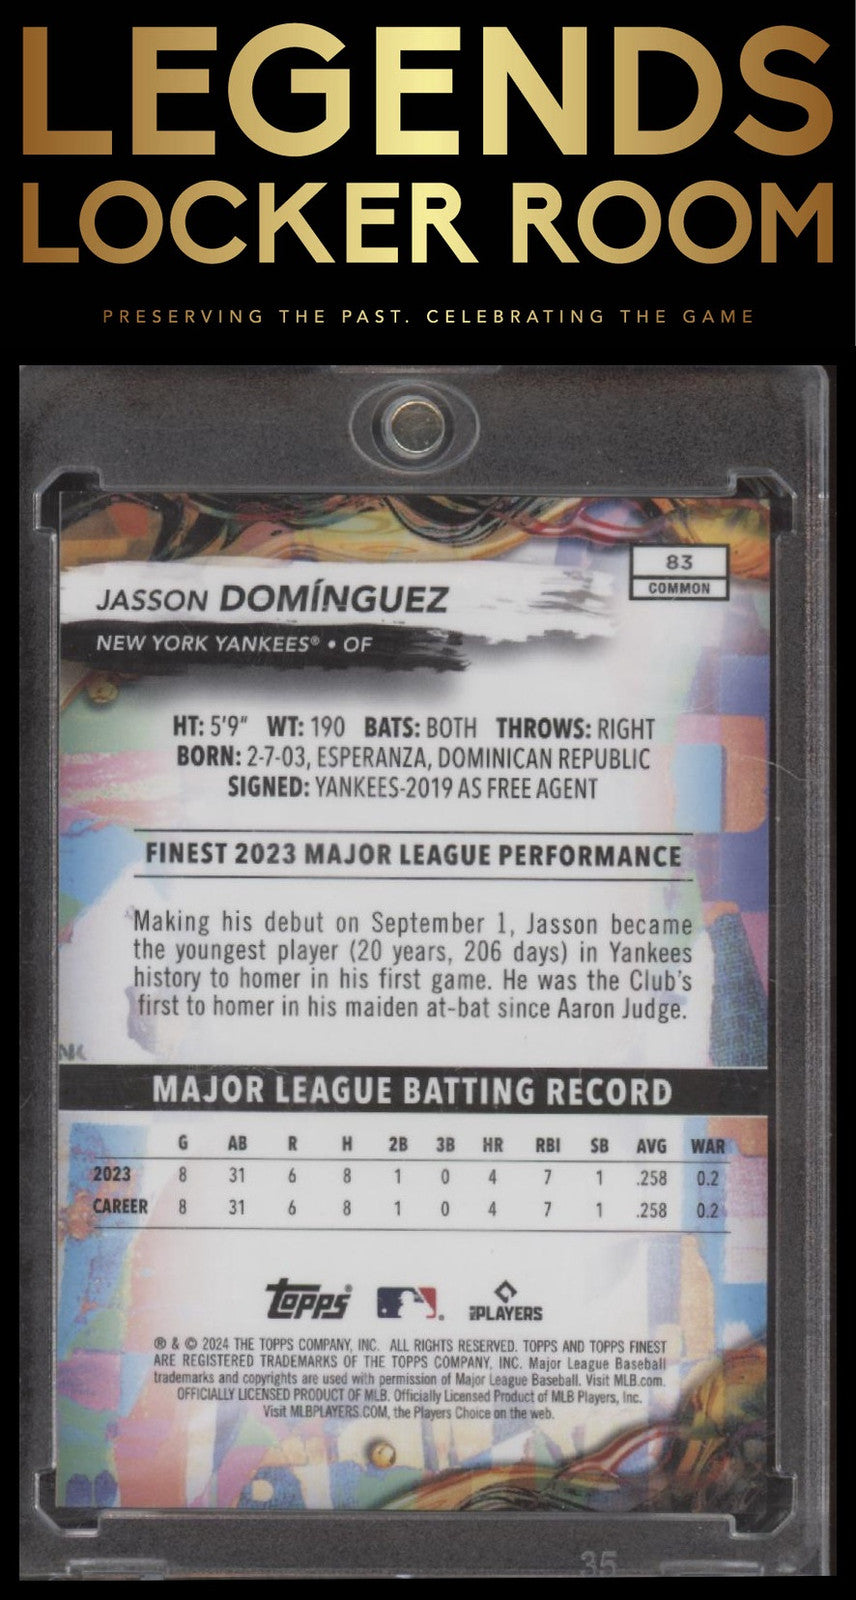 LEGENDS
LOCKER ROOM
PRESERVING THE PAST. CELEBRATING THE GAME
83
COMMON
JASSON DOMÍNGUEZ
NEW YORK YANKEES® • OF
HT: 5'9" WT: 190 BATS: BOTH THROWS: RIGHT
BORN: 2-7-03, ESPERANZA, DOMINICAN REPUBLIC
SIGNED: YANKEES-2019 AS FREE AGENT
FINEST 2023 MAJOR LEAGUE PERFORMANCE
Making his debut on September 1, Jasson became
the youngest player (20 years, 206 days) in Yankees
history to homer in his first game. He was the Club's
first to homer in his maiden at-bat since Aaron Judge.
MAJOR LEAGUE BATTING RECORD
G AB R H 2B 3B HR RBI SB AVG WAR
2023 8 31 6 8 1 0 4 7 1 .258 0.2
CAREER 8 31 6 8 1 0 4 7 1 .258 0.2
Topps® MLB PLAYERS
® & © 2024 THE TOPPS COMPANY, INC. ALL RIGHTS RESERVED. TOPPS AND TOPPS FINEST
ARE REGISTERED TRADEMARKS OF THE TOPPS COMPANY, INC. Major League Baseball
trademarks and copyrights are used with permission of Major League Baseball. Visit MLB.com.
OFFICIALLY LICENSED PRODUCT OF MLB. Officially Licensed Product of MLB Players, Inc.
Visit MLBPLAYERS.COM, the Players Choice on the web.
35